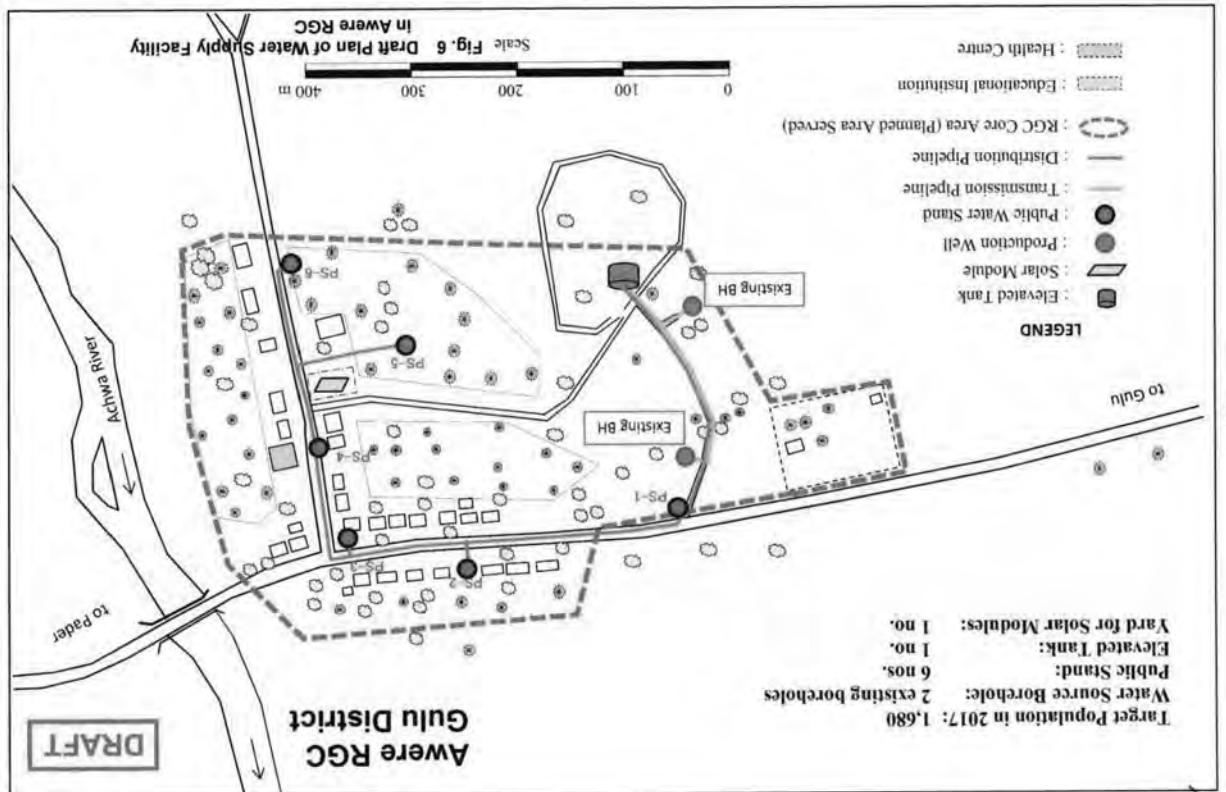 DRAFT
Awere RGC
Gulu District
Target Population in 2017: 1,680
Water Source Borehole: 2 existing boreholes
Public Stand: 6 nos.
Elevated Tank: 1 no.
Yard for Solar Modules: 1 no.
to Pader
to Gulu
Achwa River
PS-1
PS-2
PS-3
PS-4
PS-5
PS-6
Existing BH
Existing BH
LEGEND
: Elevated Tank
: Solar Module
: Production Well
: Public Water Stand
: Transmission Pipeline
: Distribution Pipeline
: RGC Core Area (Planned Area Served)
: Educational Institution
: Health Centre
0 100 200 300 400 m
Scale
Fig. 6 Draft Plan of Water Supply Facility
in Awere RGC